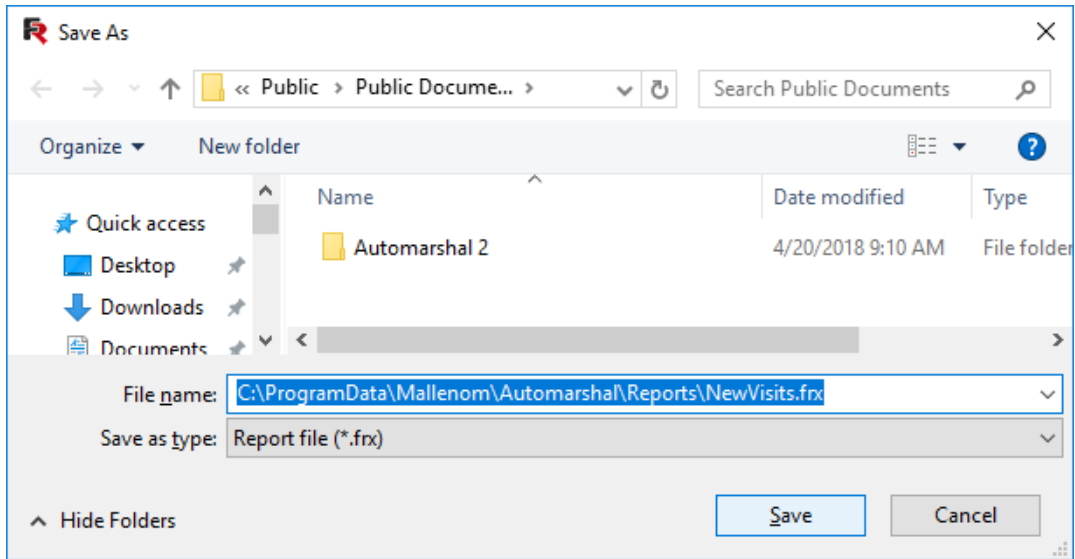 FR Save As
« Public › Public Docume... › Search Public Documents
Organize New folder ?
Name Date modified Type
Quick access
Automarshal 2 4/20/2018 9:10 AM File folder
Desktop
Downloads
Documents
File name: C:\ProgramData\Mallenom\Automarshal\Reports\NewVisits.frx
Save as type: Report file (*.frx)
Hide Folders Save Cancel